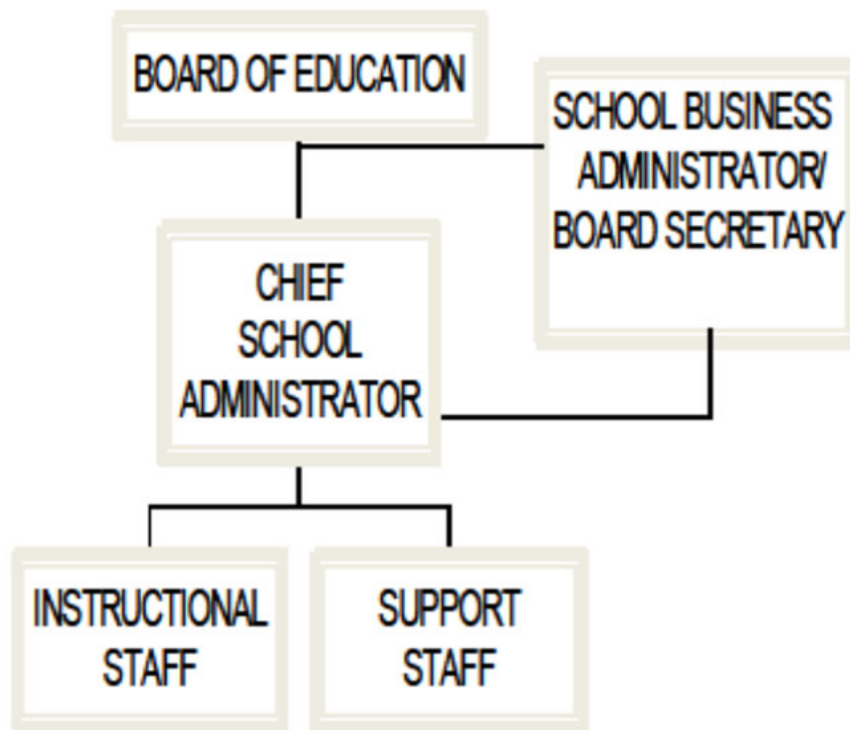 BOARD OF EDUCATION
SCHOOL BUSINESS
ADMINISTRATOR/
BOARD SECRETARY
CHIEF
SCHOOL
ADMINISTRATOR
INSTRUCTIONAL
STAFF
SUPPORT
STAFF